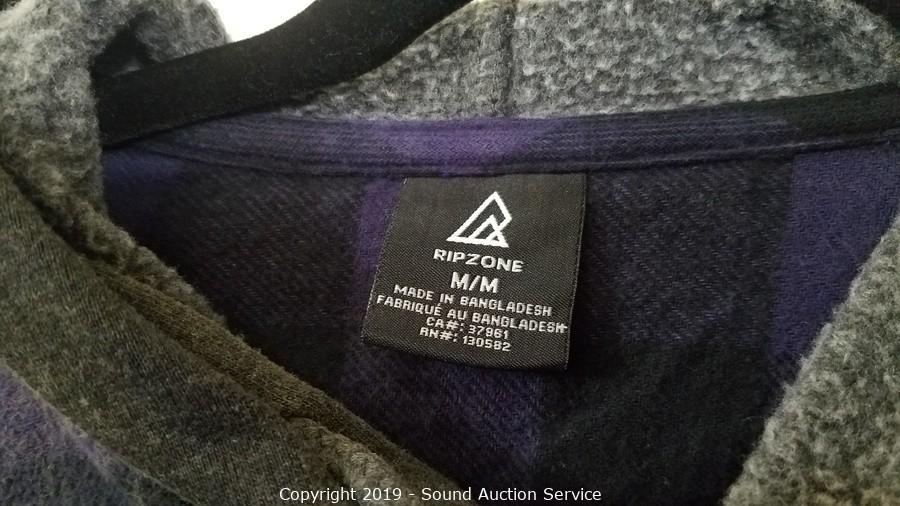 RIPZONE
M/M
MADE IN BANGLADESH
FABRIQUÉ AU BANGLADESH
CA#: 37961
RN#: 130582
Copyright 2019 - Sound Auction Service